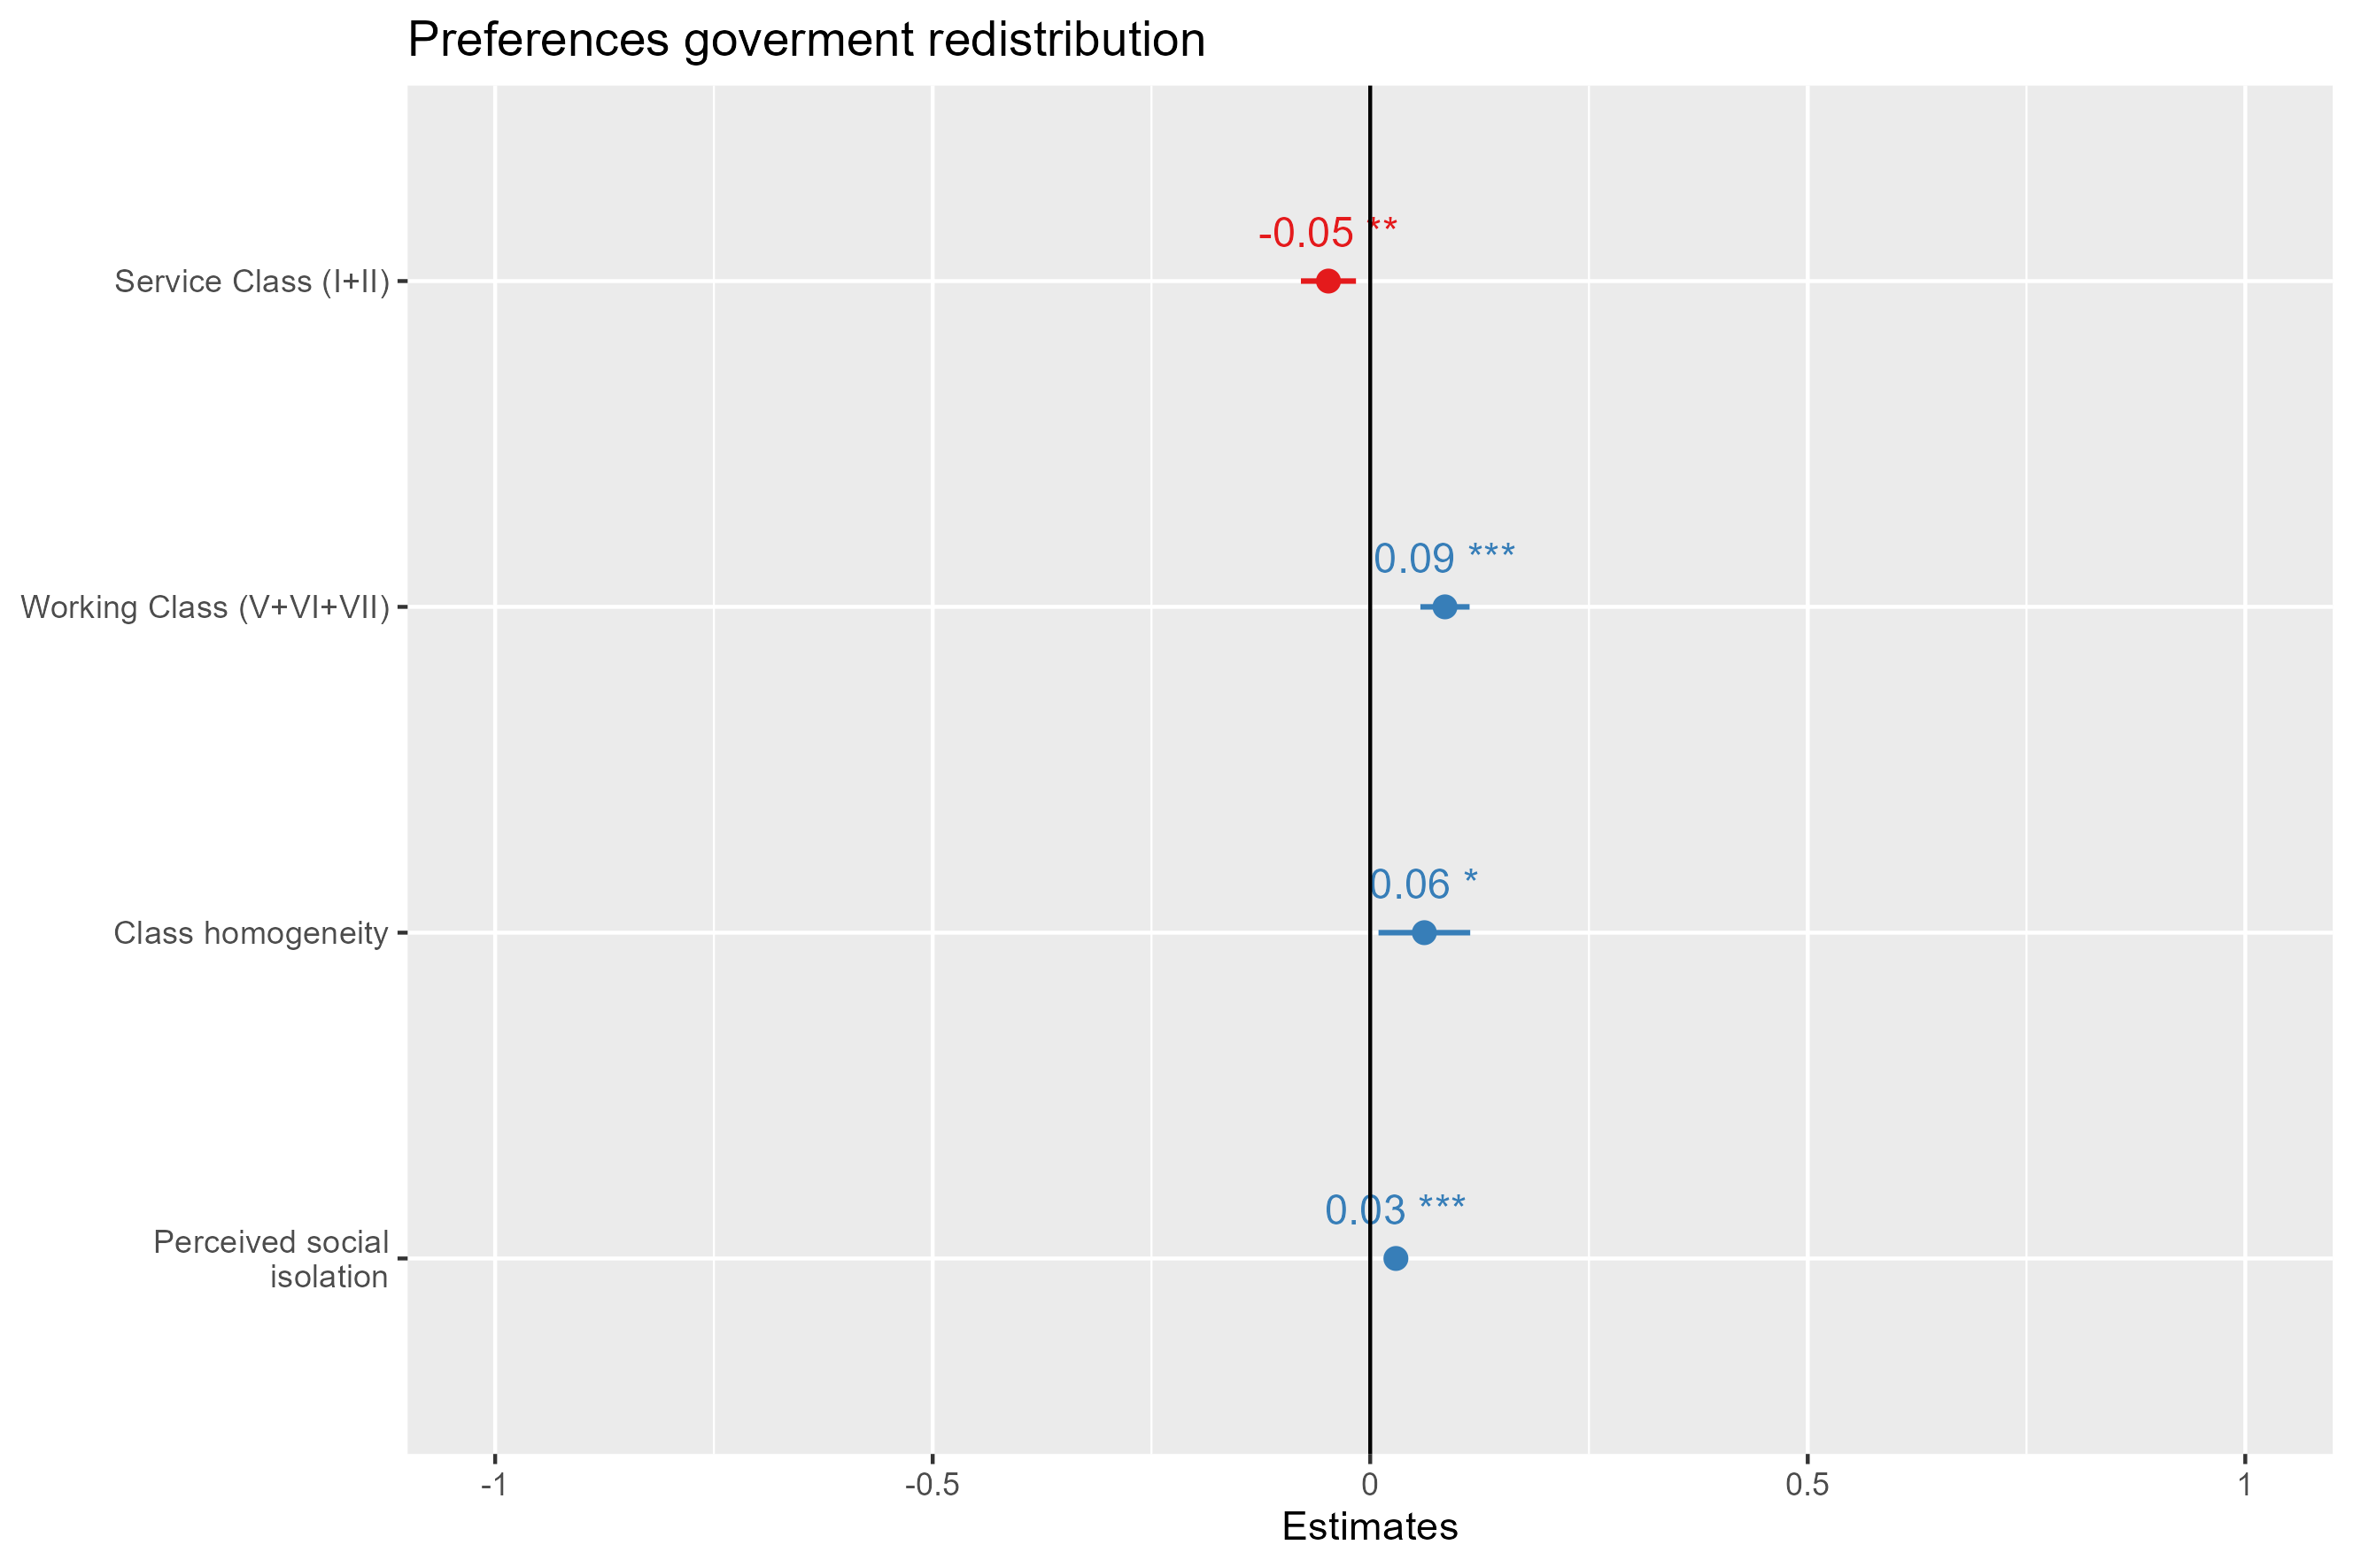 Preferences goverment redistribution
-0.05 **
Service Class (I+II)
0.09 ***
Working Class (V+VI+VII)
0.06 *
Class homogeneity
0.03 ***
Perceived social
isolation
-1
-0.5
0
0.5
1
Estimates